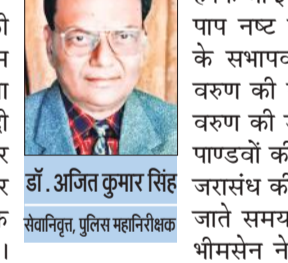 डॉ. अजित कुमार सिंह
सेवानिवृत्त, पुलिस महानिरीक्षक
पाप नष्ट
के सभापव
वरुण की
वरुण की
पाण्डवों की
जरासंध की
जाते समय
भीमसेन ने